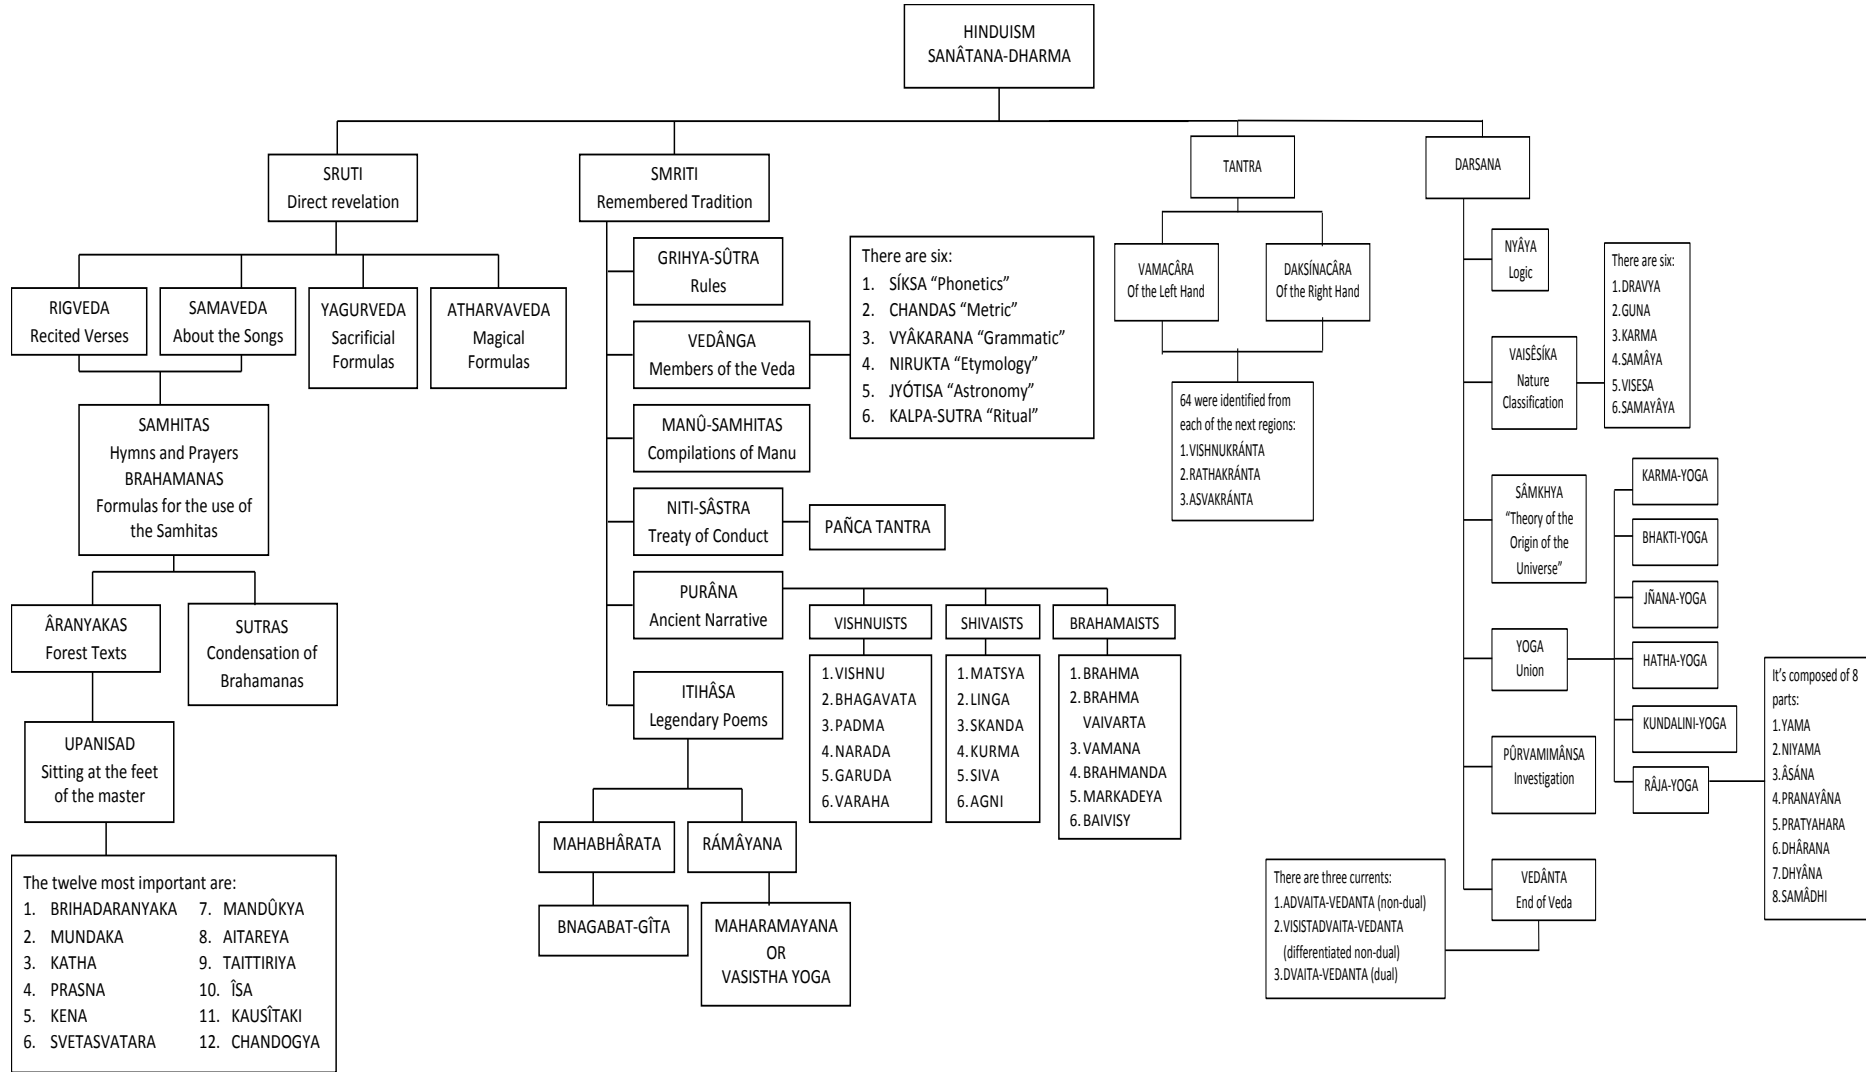 HINDUISM
SANÂTANA-DHARMA
SRUTI
Direct revelation
SMRITI
Remembered Tradition
TANTRA
DARSANA
RIGVEDA
Recited Verses
SAMAVEDA
About the Songs
YAGURVEDA
Sacrificial
Formulas
ATHARVAVEDA
Magical
Formulas
SAMHITAS
Hymns and Prayers
BRAHAMANAS
Formulas for the use of
the Samhitas
ÂRANYAKAS
Forest Texts
SUTRAS
Condensation of
Brahamanas
UPANISAD
Sitting at the feet
of the master
The twelve most important are:
1. BRIHADARANYAKA 7. MANDÛKYA
2. MUNDAKA 8. AITAREYA
3. KATHA 9. TAITTIRIYA
4. PRASNA 10. ÎSA
5. KENA 11. KAUSÎTAKI
6. SVETASVATARA 12. CHANDOGYA
GRIHYA-SÛTRA
Rules
VEDÂNGA
Members of the Veda
There are six:
1. SÍKSA “Phonetics”
2. CHANDAS “Metric”
3. VYÂKARANA “Grammatic”
4. NIRUKTA “Etymology”
5. JYÓTISA “Astronomy”
6. KALPA-SUTRA “Ritual”
MANÛ-SAMHITAS
Compilations of Manu
NITI-SÂSTRA
Treaty of Conduct
PAÑCA TANTRA
PURÂNA
Ancient Narrative
VISHNUISTS
1. VISHNU
2. BHAGAVATA
3. PADMA
4. NARADA
5. GARUDA
6. VARAHA
SHIVAISTS
1. MATSYA
2. LINGA
3. SKANDA
4. KURMA
5. SIVA
6. AGNI
BRAHAMAISTS
1. BRAHMA
2. BRAHMA
VAIVARTA
3. VAMANA
4. BRAHMANDA
5. MARKADEYA
6. BAIVISY
ITIHÂSA
Legendary Poems
MAHABHÂRATA
RÁMÂYANA
BNAGABAT-GÎTA
MAHARAMAYANA
OR
VASISTHA YOGA
VAMACÂRA
Of the Left Hand
DAKSÍNACÂRA
Of the Right Hand
64 were identified from
each of the next regions:
1. VISHNUKRÁNTA
2. RATHAKRÁNTA
3. ASVAKRÁNTA
NYÂYA
Logic
VAISÊSÍKA
Nature
Classification
There are six:
1. DRAVYA
2. GUNA
3. KARMA
4. SAMÂYA
5. VISESA
6. SAMAYÂYA
SÂMKHYA
“Theory of the
Origin of the
Universe”
YOGA
Union
KARMA-YOGA
BHAKTI-YOGA
JÑANA-YOGA
HATHA-YOGA
KUNDALINI-YOGA
RÂJA-YOGA
It’s composed of 8
parts:
1. YAMA
2. NIYAMA
3. ÂSÁNA
4. PRANAYÂNA
5. PRATYAHARA
6. DHÂRANA
7. DHYÂNA
8. SAMÂDHI
PÛRVAMIMÂNSA
Investigation
VEDÂNTA
End of Veda
There are three currents:
1. ADVAITA-VEDANTA (non-dual)
2. VISISTADVAITA-VEDANTA
(differentiated non-dual)
3. DVAITA-VEDANTA (dual)